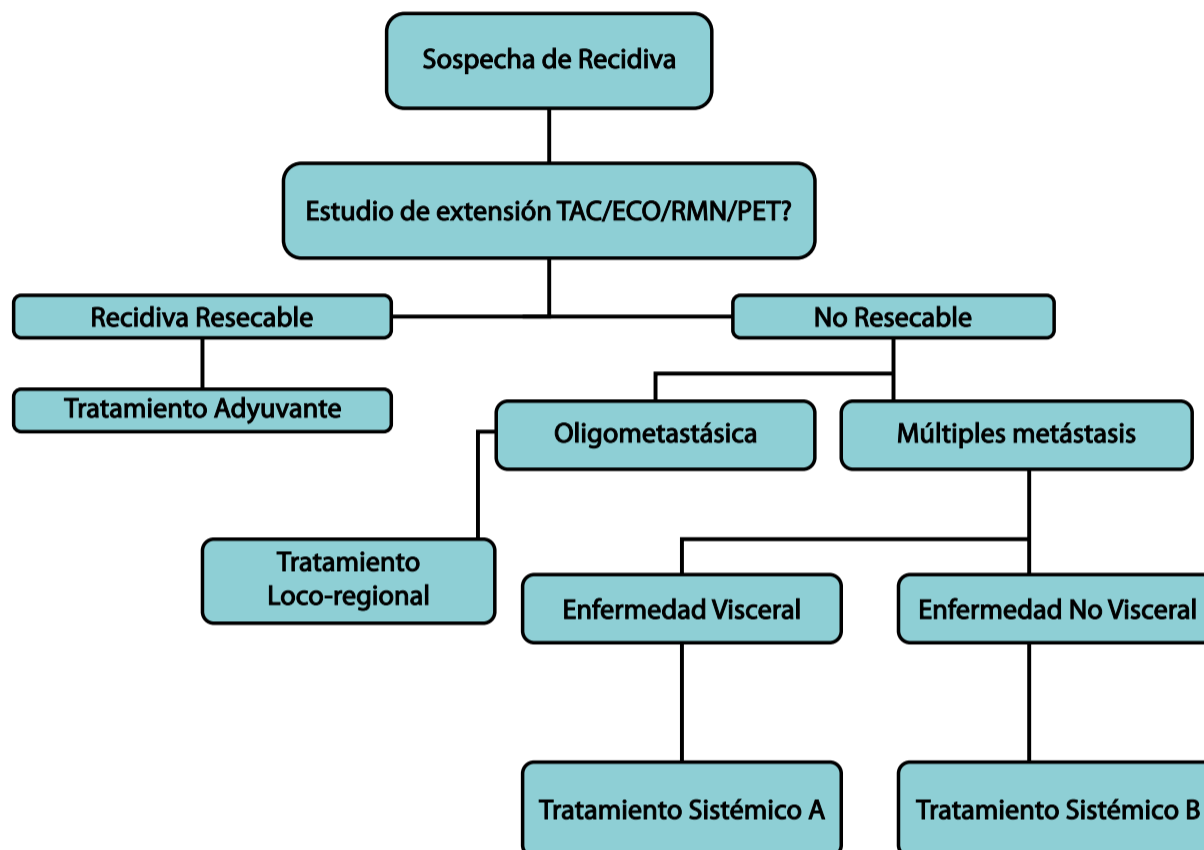 Sospecha de Recidiva
Estudio de extensión TAC/ECO/RMN/PET?
Recidiva Resecable
No Resecable
Tratamiento Adyuvante
Oligometastásica
Múltiples metástasis
Tratamiento
Loco-regional
Enfermedad Visceral
Enfermedad No Visceral
Tratamiento Sistémico A
Tratamiento Sistémico B